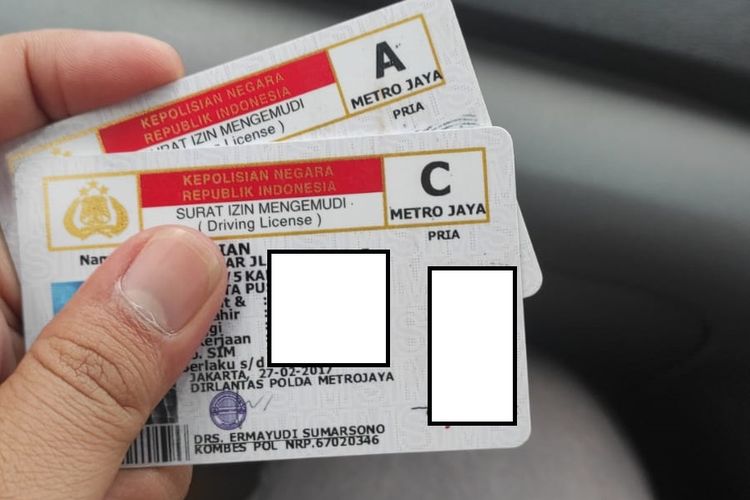 A
METRO JAYA
PRIA
KEPOLISIAN NEGARA
REPUBLIK INDONESIA
SURAT IZIN MENGEMUDI
License )
C
METRO JAYA
PRIA
KEPOLISIAN NEGARA
REPUBLIK INDONESIA
SURAT IZIN MENGEMUDI
( Driving License )
Berlaku s/d
JAKARTA, 27-02-2017
DIRLANTAS POLDA METROJAYA
DRS. ERMAYUDI SUMARSONO
KOMBES POL NRP.67020346